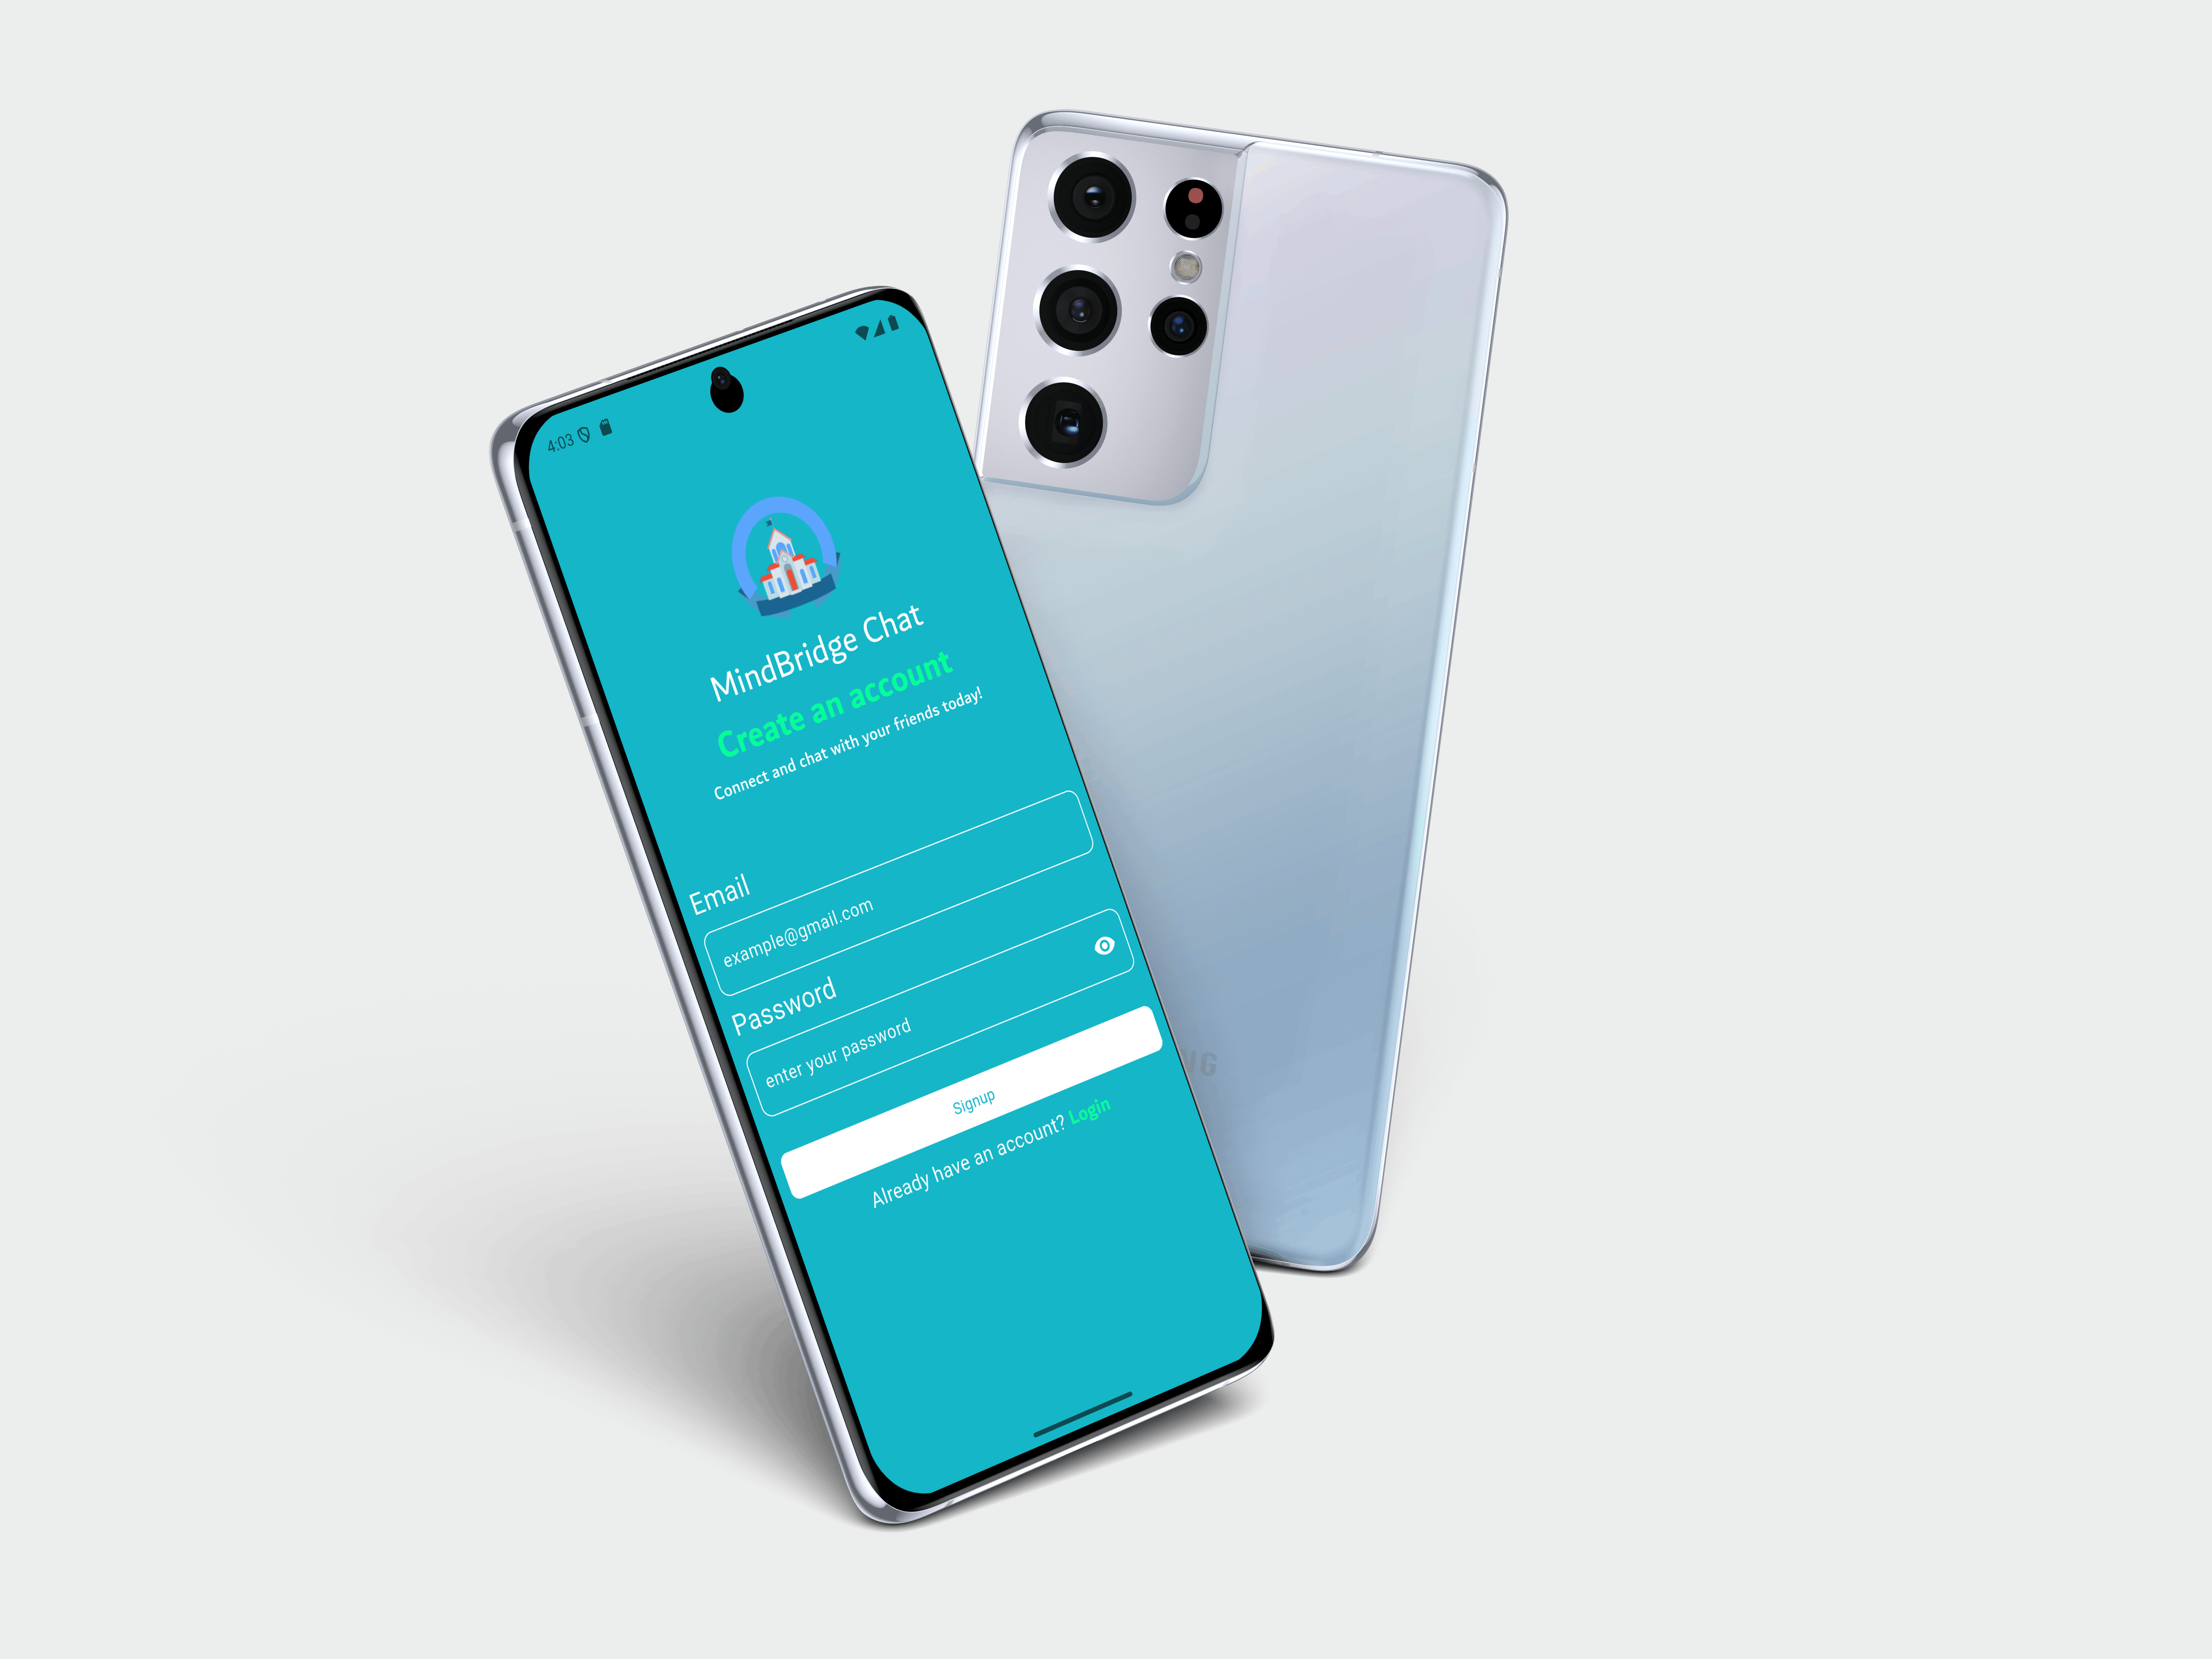 4:03
MindBridge Chat
Create an account
Connect and chat with your friends today!
Email
example@gmail.com
Password
enter your password
Signup
Already have an account? Login
NG